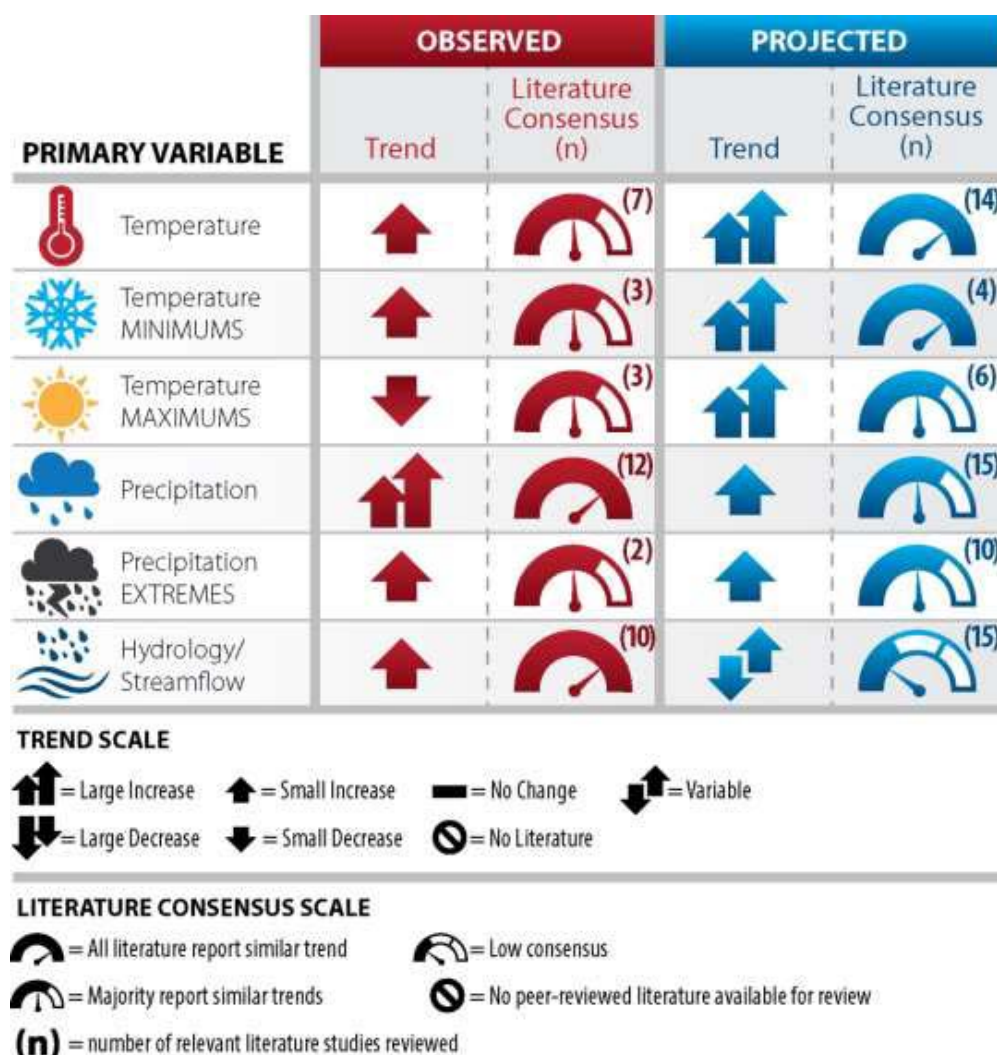 OBSERVED PROJECTED
PRIMARY VARIABLE Trend Literature Consensus (n) Trend Literature Consensus (n)
Temperature (7) (14)
Temperature MINIMUMS (3) (4)
Temperature MAXIMUMS (3) (6)
Precipitation (12) (15)
Precipitation EXTREMES (2) (10)
Hydrology/ Streamflow (10) (15)
TREND SCALE
= Large Increase = Small Increase = No Change = Variable
= Large Decrease = Small Decrease = No Literature
LITERATURE CONSENSUS SCALE
= All literature report similar trend = Low consensus
= Majority report similar trends = No peer-reviewed literature available for review
(n) = number of relevant literature studies reviewed